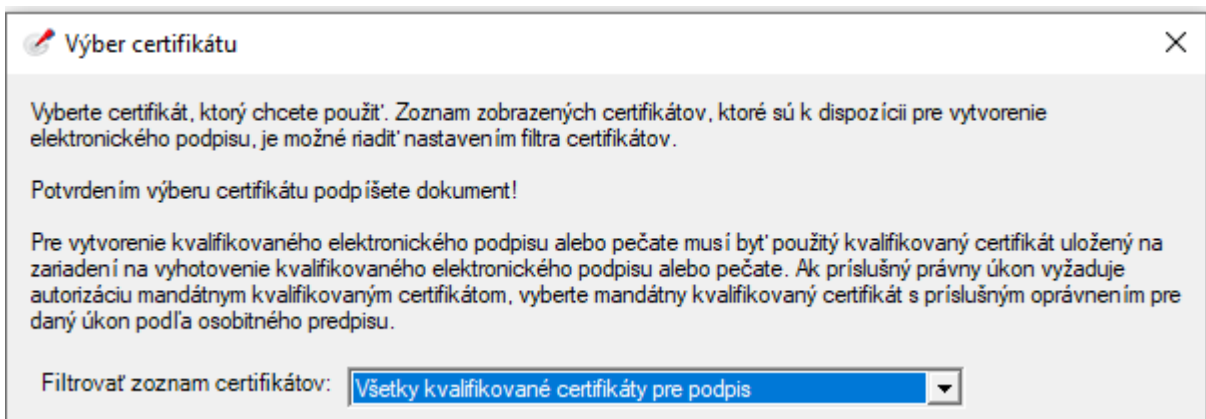 Výber certifikátu
Vyberte certifikát, ktorý chcete použiť. Zoznam zobrazených certifikátov, ktoré sú k dispozícii pre vytvorenie
elektronického podpisu, je možné riadiť nastavením filtra certifikátov.
Potvrdením výberu certifikátu podpíšete dokument!
Pre vytvorenie kvalifikovaného elektronického podpisu alebo pečate musí byť použitý kvalifikovaný certifikát uložený na
zariadení na vyhotovenie kvalifikovaného elektronického podpisu alebo pečate. Ak príslušný právny úkon vyžaduje
autorizáciu mandátnym kvalifikovaným certifikátom, vyberte mandátny kvalifikovaný certifikát s príslušným oprávnením pre
daný úkon podľa osobitného predpisu.
Filtrovať zoznam certifikátov: Všetky kvalifikované certifikáty pre podpis